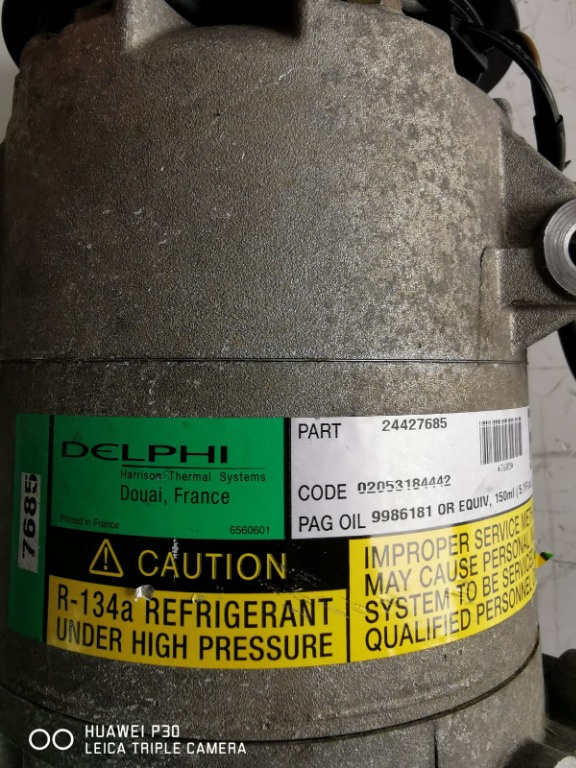 DELPHI
Harrison Thermal Systems
Douai, France
Printed in France
6560601
7685
PART 24427685
CODE 02053184442
PAG OIL 9986181 OR EQUIV, 150ml
CAUTION
R-134a REFRIGERANT
UNDER HIGH PRESSURE
IMPROPER SERVICE
MAY CAUSE PERSONAL
SYSTEM TO BE SERVICED
QUALIFIED PERSONNEL
HUAWEI P30
LEICA TRIPLE CAMERA